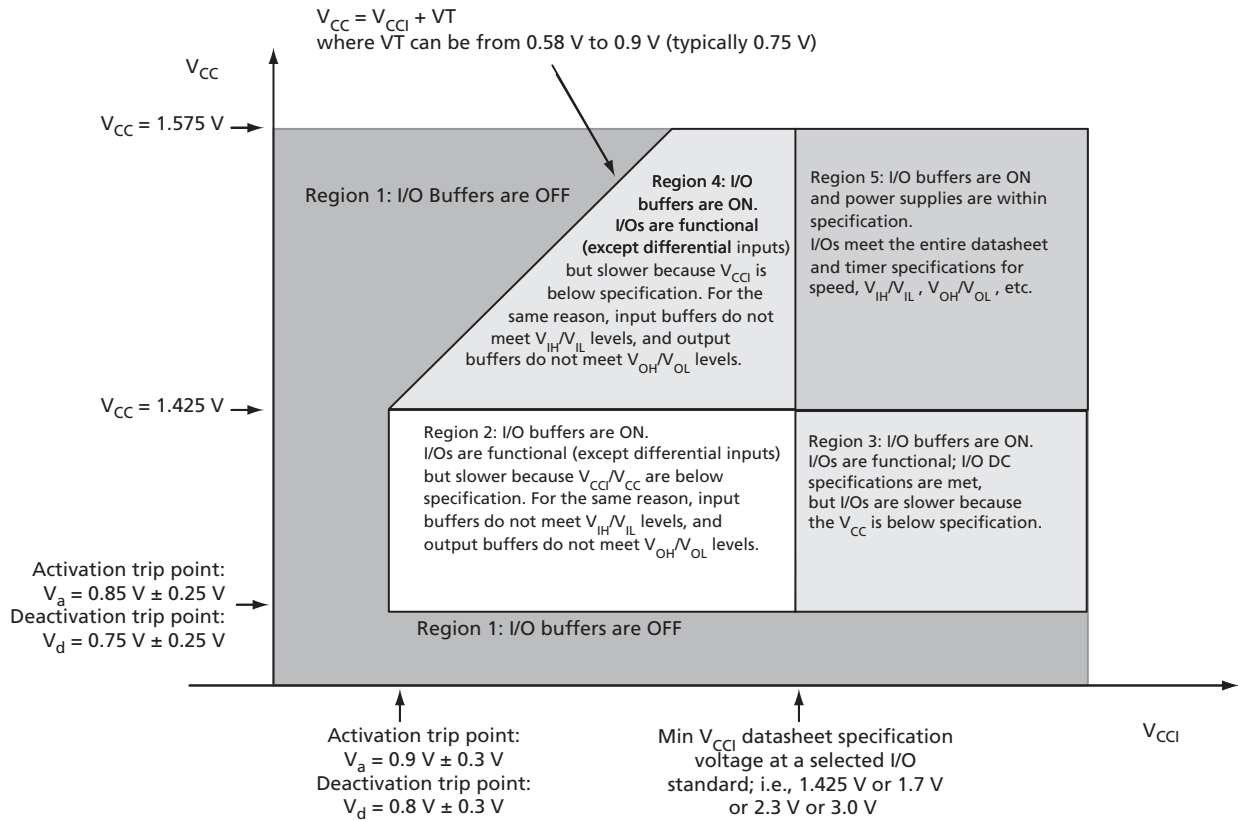 V_CC = V_CCI + VT
where VT can be from 0.58 V to 0.9 V (typically 0.75 V)
V_CC
V_CC = 1.575 V
Region 1: I/O Buffers are OFF
Region 4: I/O
buffers are ON.
I/Os are functional
(except differential inputs)
but slower because V_CCI is
below specification. For the
same reason, input buffers do not
meet V_IH/V_IL levels, and output
buffers do not meet V_OH/V_OL levels.
Region 5: I/O buffers are ON
and power supplies are within
specification.
I/Os meet the entire datasheet
and timer specifications for
speed, V_IH/V_IL , V_OH/V_OL , etc.
V_CC = 1.425 V
Region 2: I/O buffers are ON.
I/Os are functional (except differential inputs)
but slower because V_CCI/V_CC are below
specification. For the same reason, input
buffers do not meet V_IH/V_IL levels, and
output buffers do not meet V_OH/V_OL levels.
Region 3: I/O buffers are ON.
I/Os are functional; I/O DC
specifications are met,
but I/Os are slower because
the V_CC is below specification.
Activation trip point:
V_a = 0.85 V ± 0.25 V
Deactivation trip point:
V_d = 0.75 V ± 0.25 V
Region 1: I/O buffers are OFF
Activation trip point:
V_a = 0.9 V ± 0.3 V
Deactivation trip point:
V_d = 0.8 V ± 0.3 V
Min V_CCI datasheet specification
voltage at a selected I/O
standard; i.e., 1.425 V or 1.7 V
or 2.3 V or 3.0 V
V_CCI